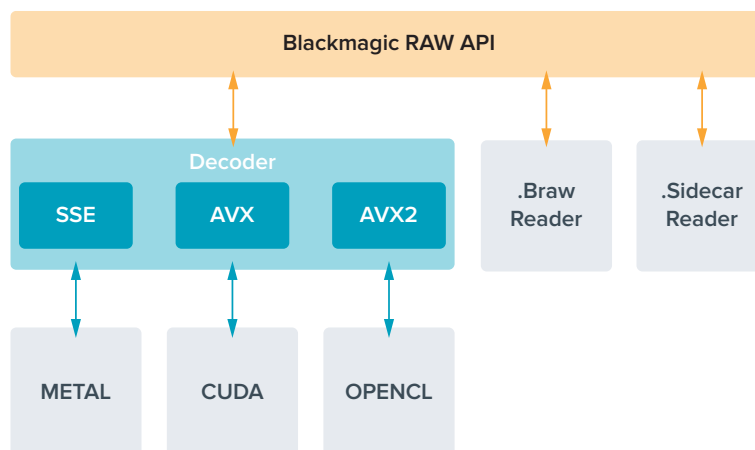 Blackmagic RAW API
Decoder
SSE
AVX
AVX2
.Braw
Reader
.Sidecar
Reader
METAL
CUDA
OPENCL